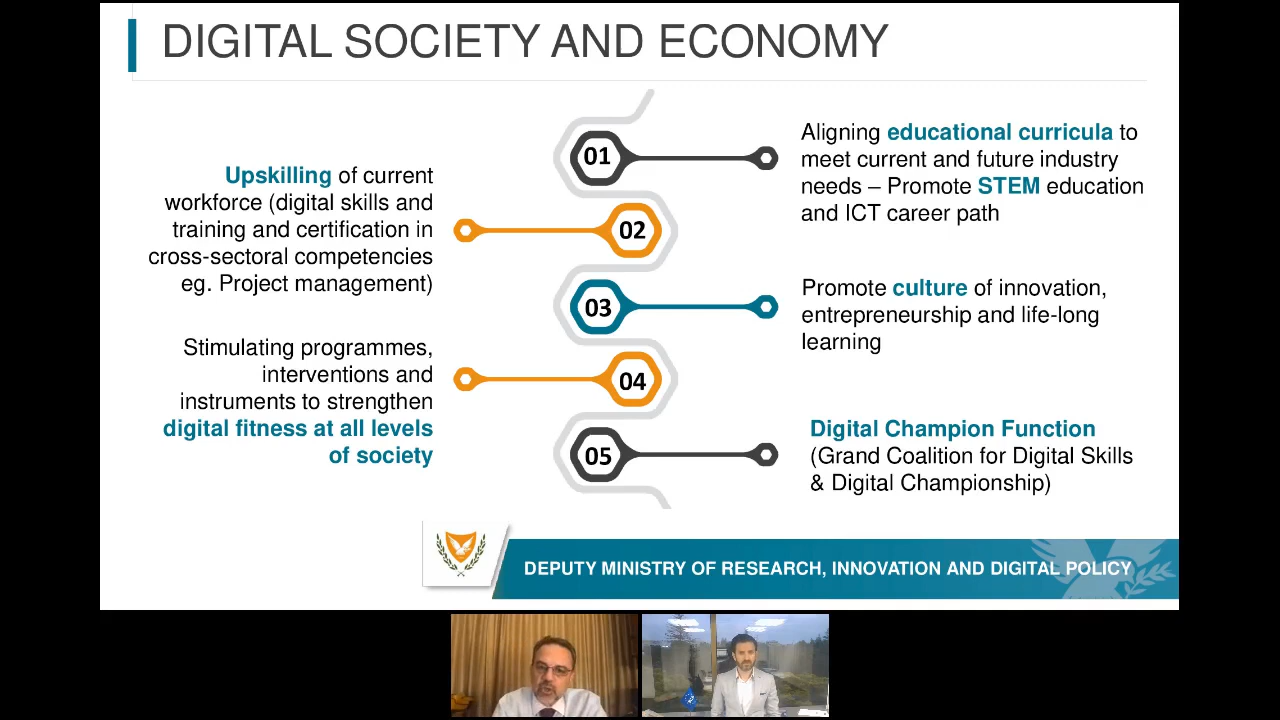 DIGITAL SOCIETY AND ECONOMY
01
Aligning educational curricula to
meet current and future industry
needs – Promote STEM education
and ICT career path
Upskilling of current
workforce (digital skills and
training and certification in
cross-sectoral competencies
eg. Project management)
02
03
Promote culture of innovation,
entrepreneurship and life-long
learning
Stimulating programmes,
interventions and
instruments to strengthen
digital fitness at all levels
of society
04
05
Digital Champion Function
(Grand Coalition for Digital Skills
& Digital Championship)
DEPUTY MINISTRY OF RESEARCH, INNOVATION AND DIGITAL POLICY